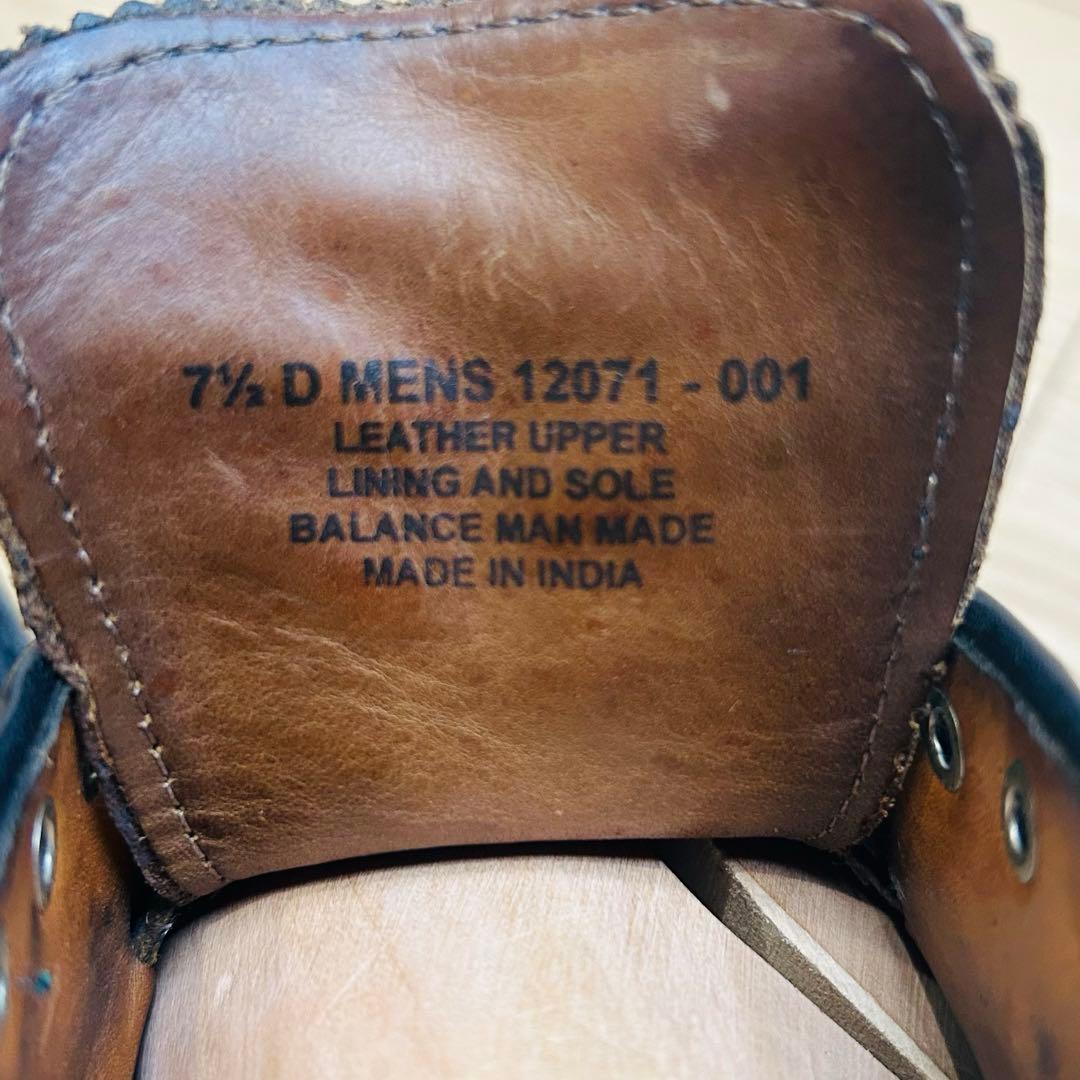 7½ D MENS 12071 - 001
LEATHER UPPER
LINING AND SOLE
BALANCE MAN MADE
MADE IN INDIA